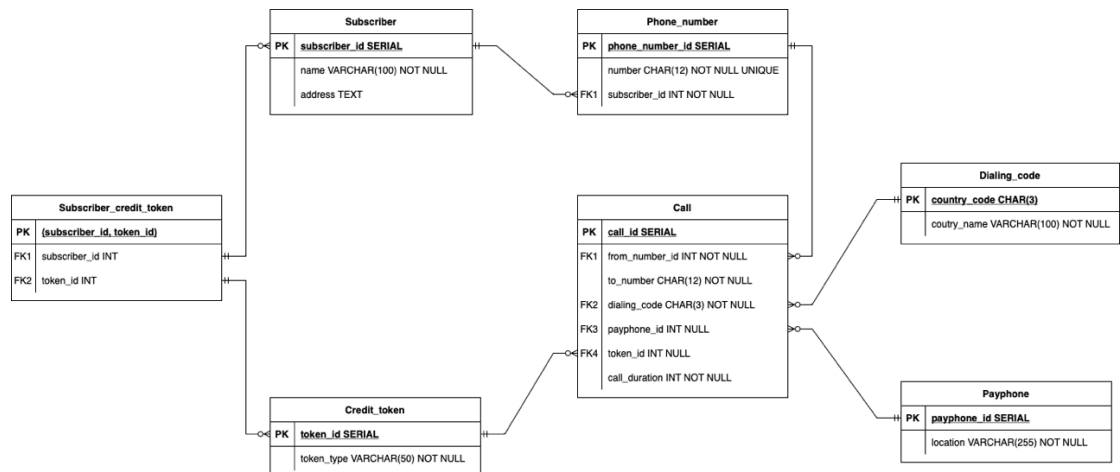 Subscriber
PK subscriber_id SERIAL
name VARCHAR(100) NOT NULL
address TEXT
Phone_number
PK phone_number_id SERIAL
number CHAR(12) NOT NULL UNIQUE
FK1 subscriber_id INT NOT NULL
Subscriber_credit_token
PK (subscriber_id, token_id)
FK1 subscriber_id INT
FK2 token_id INT
Call
PK call_id SERIAL
FK1 from_number_id INT NOT NULL
to_number CHAR(12) NOT NULL
FK2 dialing_code CHAR(3) NOT NULL
FK3 payphone_id INT NULL
FK4 token_id INT NULL
call_duration INT NOT NULL
Dialing_code
PK country_code CHAR(3)
coutry_name VARCHAR(100) NOT NULL
Credit_token
PK token_id SERIAL
token_type VARCHAR(50) NOT NULL
Payphone
PK payphone_id SERIAL
location VARCHAR(255) NOT NULL